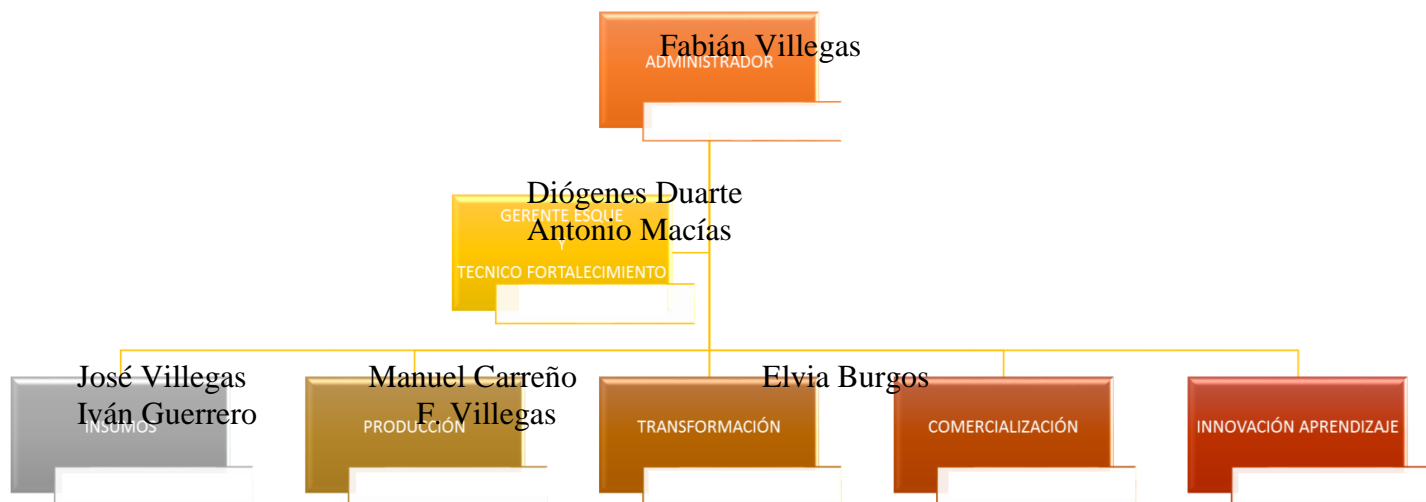 Fabián Villegas
ADMINISTRADOR
Diógenes Duarte
GERENTE ESQUE
Antonio Macías
Y
TECNICO FORTALECIMIENTO
José Villegas
Manuel Carreño
Elvia Burgos
Iván Guerrero
F. Villegas
INSUMOS
PRODUCCIÓN
TRANSFORMACIÓN
COMERCIALIZACIÓN
INNOVACIÓN APRENDIZAJE